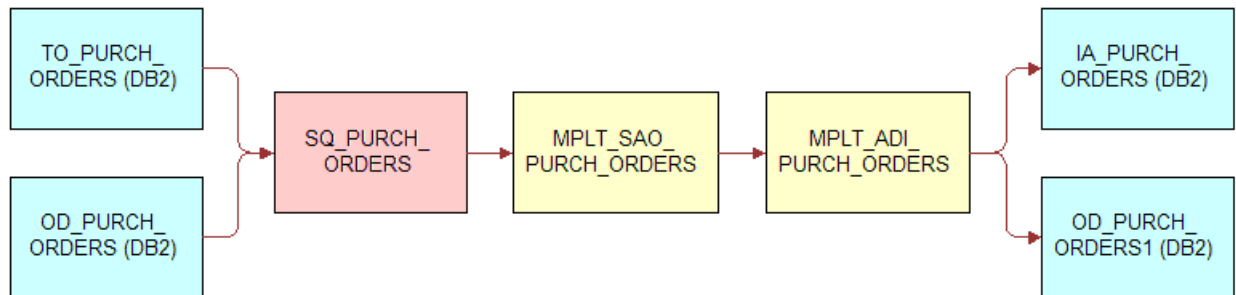 TO_PURCH_
ORDERS (DB2)
OD_PURCH_
ORDERS (DB2)
SQ_PURCH_
ORDERS
MPLT_SAO_
PURCH_ORDERS
MPLT_ADI_
PURCH_ORDERS
IA_PURCH_
ORDERS (DB2)
OD_PURCH_
ORDERS1 (DB2)